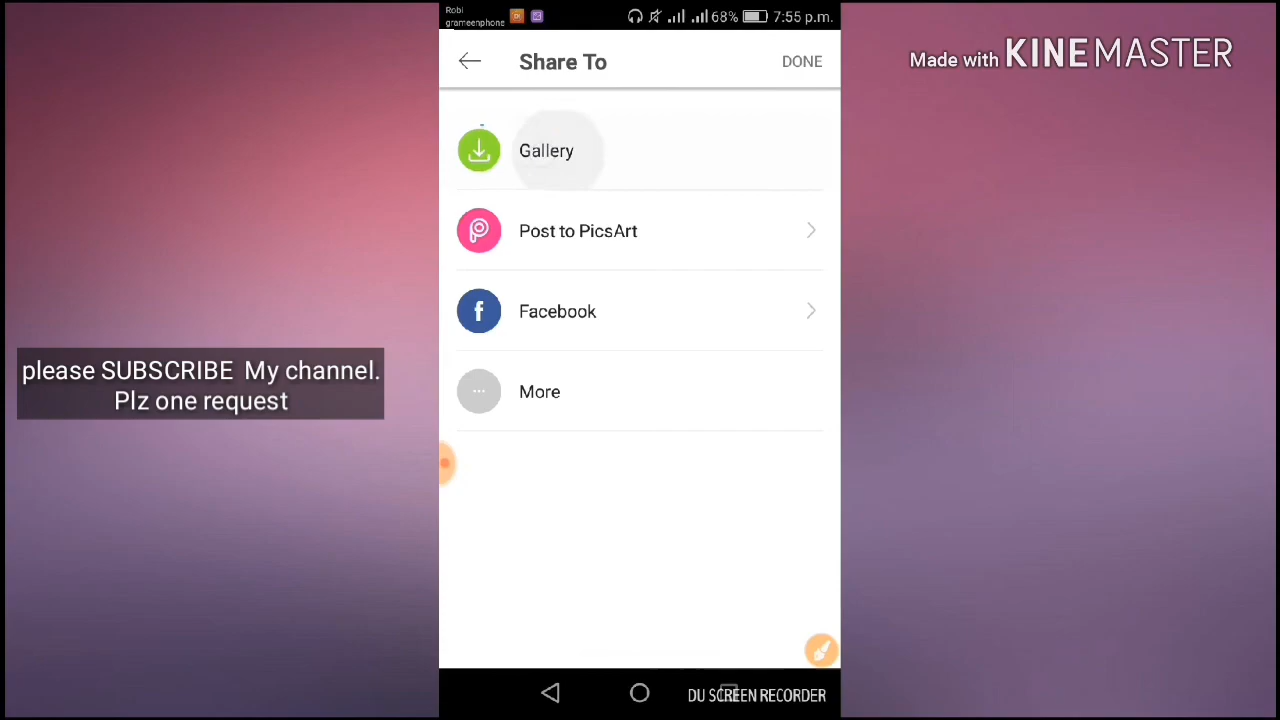 Robi
grameenphone
68% 7:55 p.m.
Share To
DONE
Gallery
Post to PicsArt
Facebook
More
DU SCREEN RECORDER
please SUBSCRIBE My channel.
Plz one request
Made with KINEMASTER